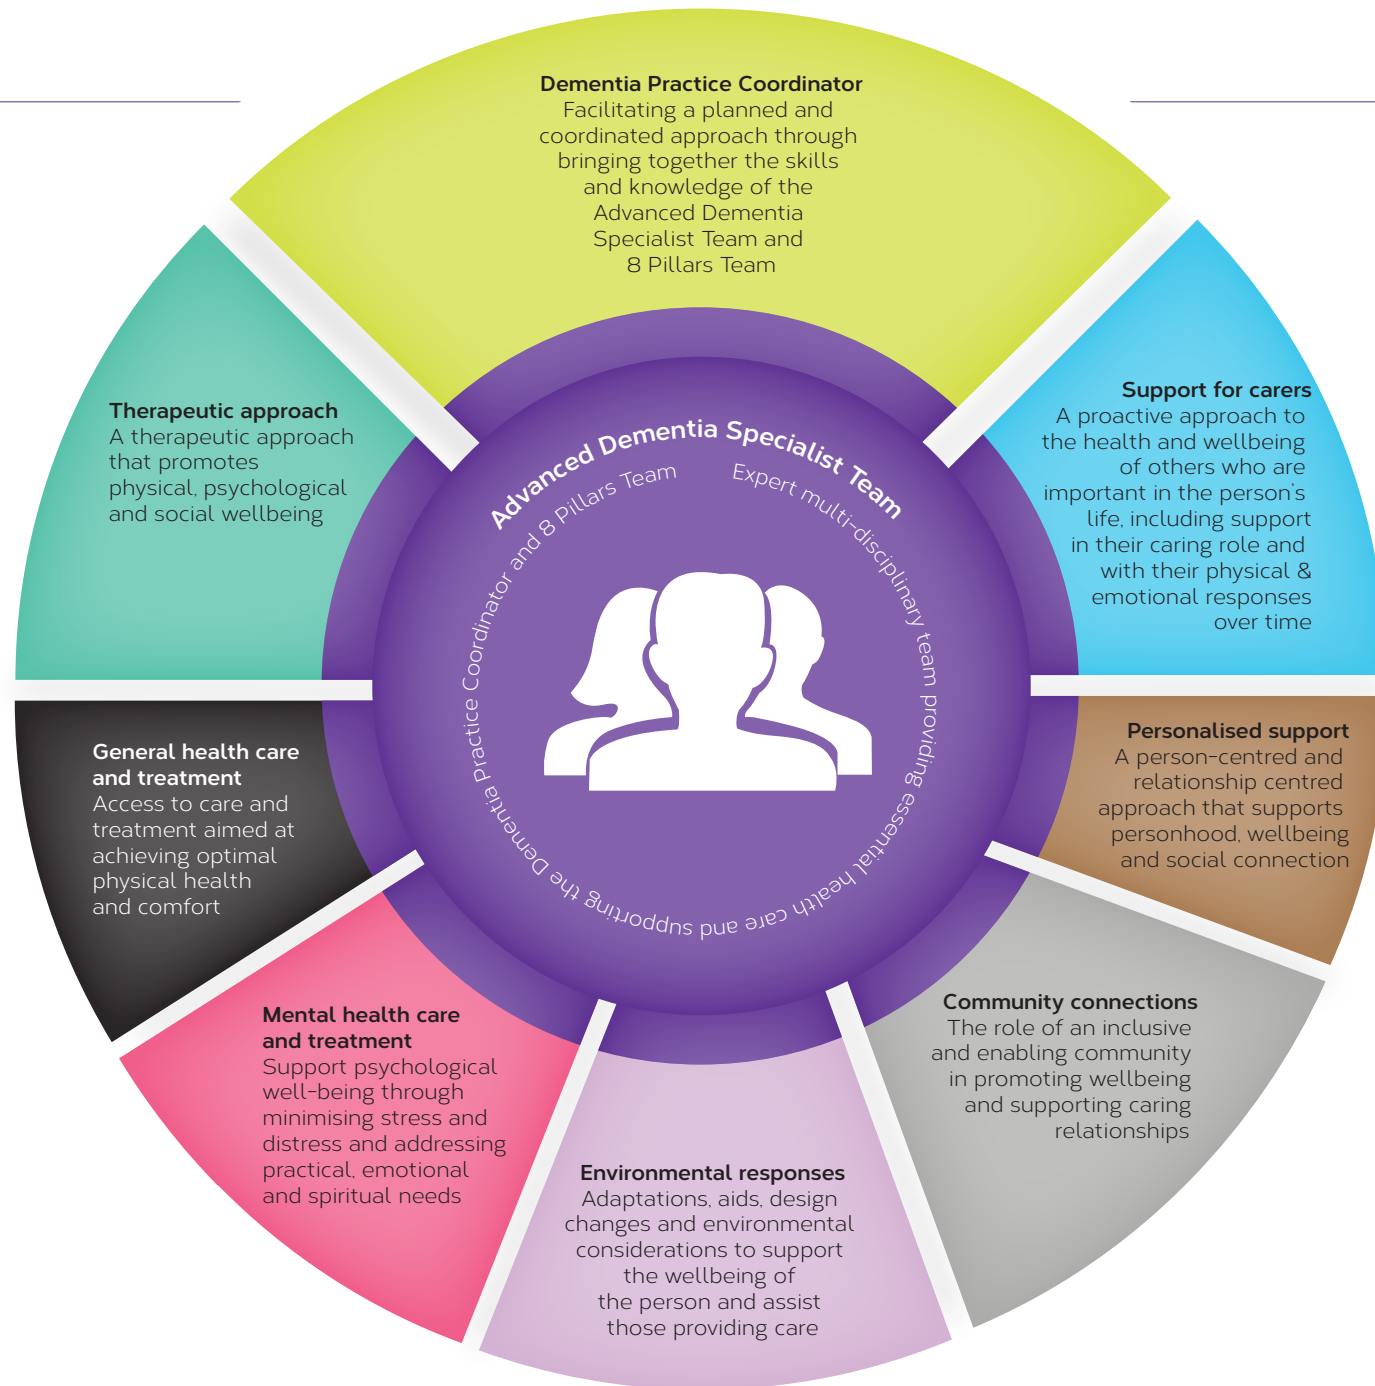 Dementia Practice Coordinator
Facilitating a planned and
coordinated approach through
bringing together the skills
and knowledge of the
Advanced Dementia
Specialist Team and
8 Pillars Team
Support for carers
A proactive approach to
the health and wellbeing
of others who are
important in the person's
life, including support
in their caring role and
with their physical &
emotional responses
over time
Personalised support
A person-centred and
relationship centred
approach that supports
personhood, wellbeing
and social connection
Community connections
The role of an inclusive
and enabling community
in promoting wellbeing
and supporting caring
relationships
Environmental responses
Adaptations, aids, design
changes and environmental
considerations to support
the wellbeing of
the person and assist
those providing care
Mental health care
and treatment
Support psychological
well-being through
minimising stress and
distress and addressing
practical, emotional
and spiritual needs
General health care
and treatment
Access to care and
treatment aimed at
achieving optimal
physical health
and comfort
Therapeutic approach
A therapeutic approach
that promotes
physical, psychological
and social wellbeing
Advanced Dementia Specialist Team
Expert multi-disciplinary team providing essential health care and supporting the Dementia Practice Coordinator and 8 Pillars Team